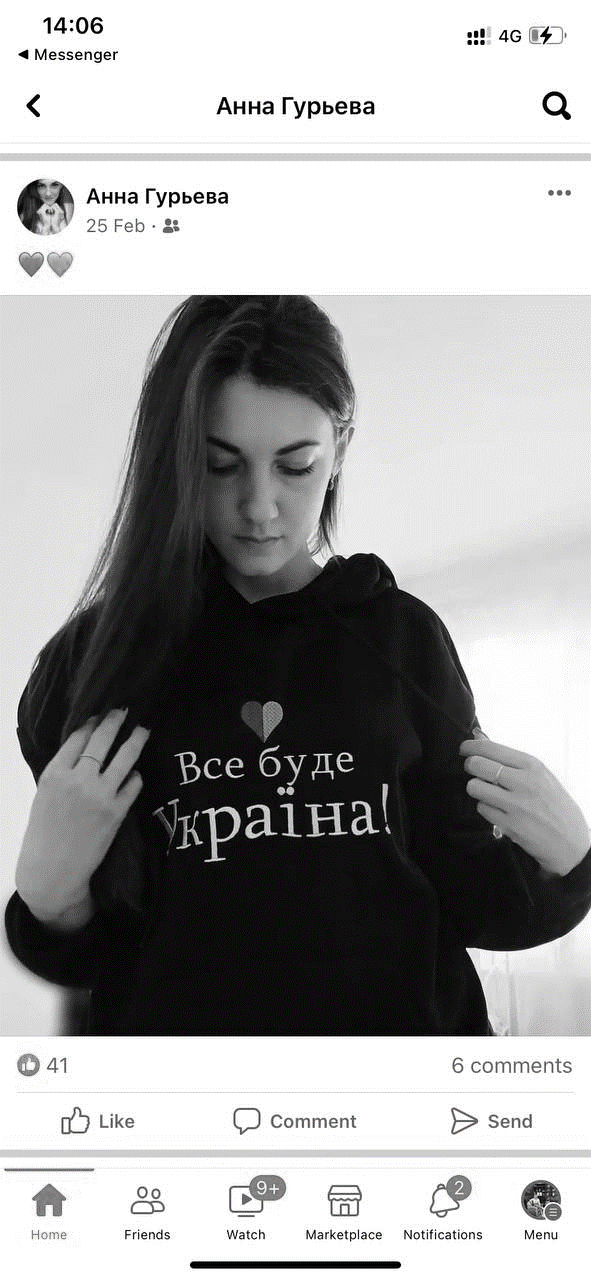 14:06
4G
◀ Messenger
Анна Гурьева
Анна Гурьева
25 Feb ·
Все буде
Україна!
41
6 comments
Like
Comment
Send
9+
2
Home
Friends
Watch
Marketplace
Notifications
Menu